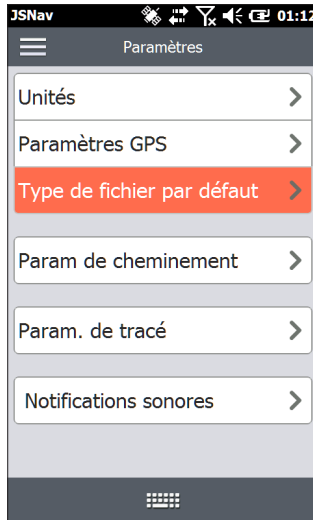 JSNav 01:12
Paramètres
Unités
Paramètres GPS
Type de fichier par défaut
Param de cheminement
Param. de tracé
Notifications sonores